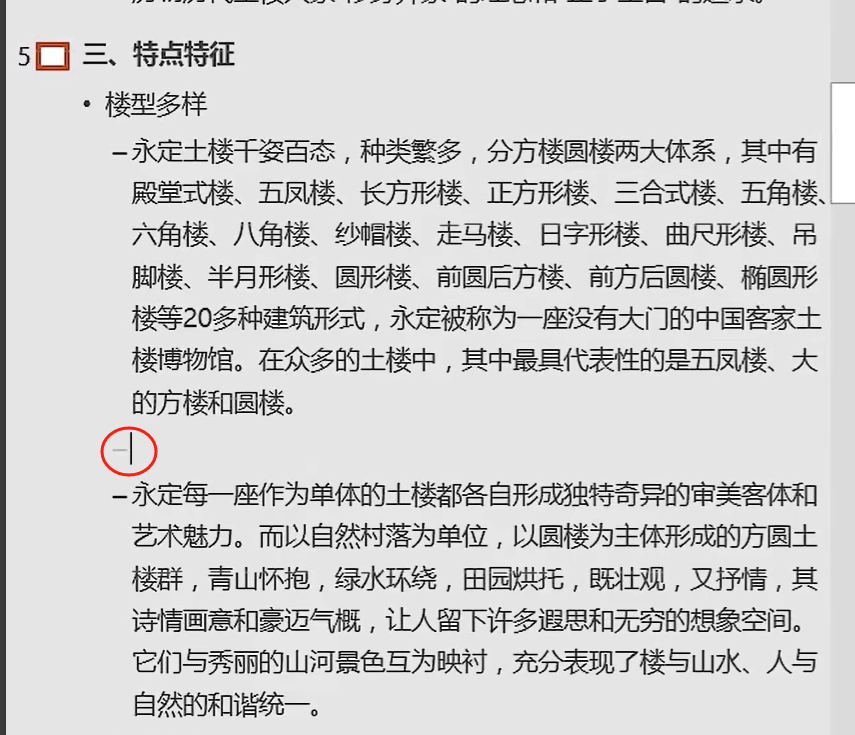 5 三、特点特征
• 楼型多样
– 永定土楼千姿百态，种类繁多，分方楼圆楼两大体系，其中有
殿堂式楼、五凤楼、长方形楼、正方形楼、三合式楼、五角楼、
六角楼、八角楼、纱帽楼、走马楼、日字形楼、曲尺形楼、吊
脚楼、半月形楼、圆形楼、前圆后方楼、前方后圆楼、椭圆形
楼等20多种建筑形式，永定被称为一座没有大门的中国客家土
楼博物馆。在众多的土楼中，其中最具代表性的是五凤楼、大
的方楼和圆楼。
–
– 永定每一座作为单体的土楼都各自形成独特奇异的审美客体和
艺术魅力。而以自然村落为单位，以圆楼为主体形成的方圆土
楼群，青山怀抱，绿水环绕，田园烘托，既壮观，又抒情，其
诗情画意和豪迈气概，让人留下许多遐思和无穷的想象空间。
它们与秀丽的山河景色互为映衬，充分表现了楼与山水、人与
自然的和谐统一。